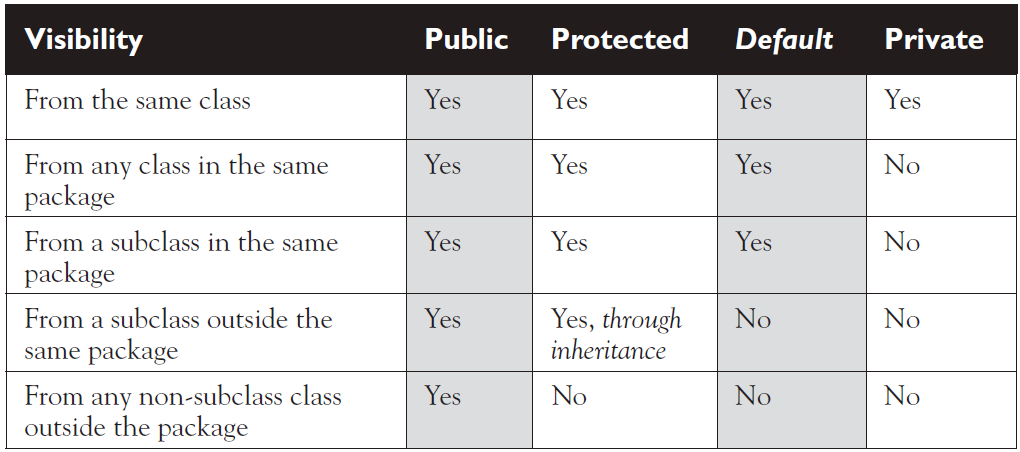 Visibility Public Protected Default Private
From the same class Yes Yes Yes Yes
From any class in the same Yes Yes Yes No
package
From a subclass in the same Yes Yes Yes No
package
From a subclass outside the Yes Yes, through No No
same package inheritance
From any non-subclass class Yes No No No
outside the package